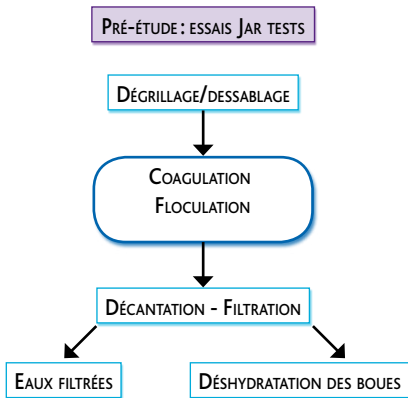 Pré-étude : essais Jar tests
Dégrillage/dessablage
Coagulation
Floculation
Décantation - Filtration
Eaux filtrées
Déshydratation des boues